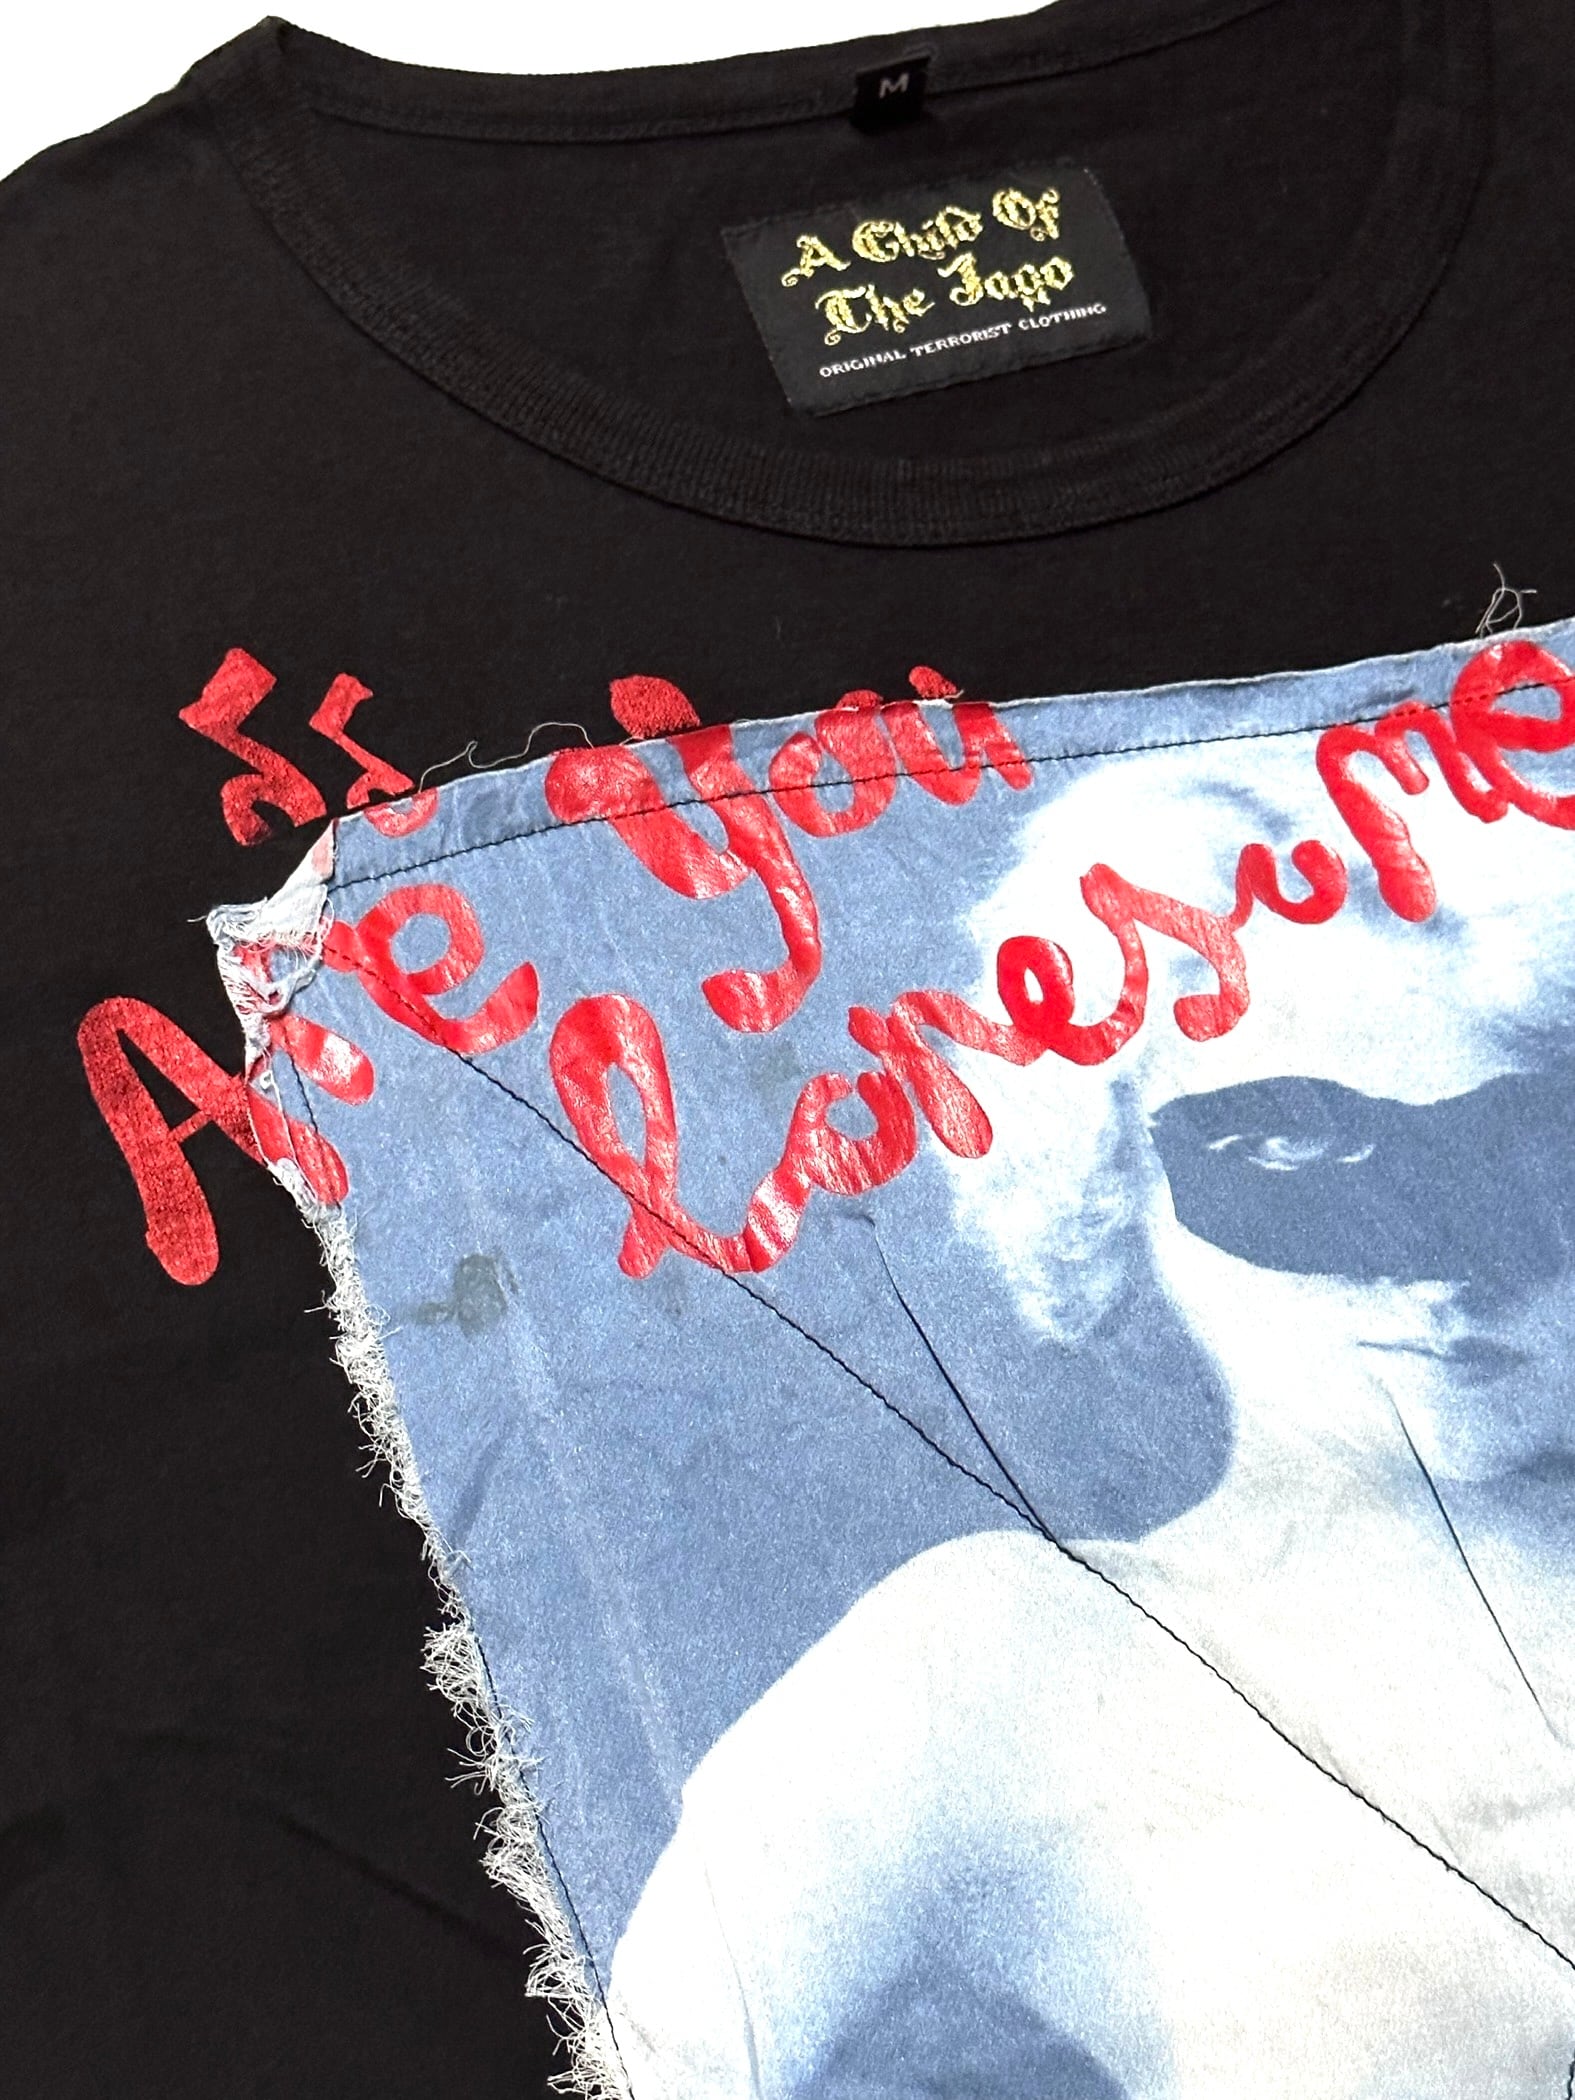 M
A Child Of
The Jago
ORIGINAL TERRORIST CLOTHING
Are You
lonesome